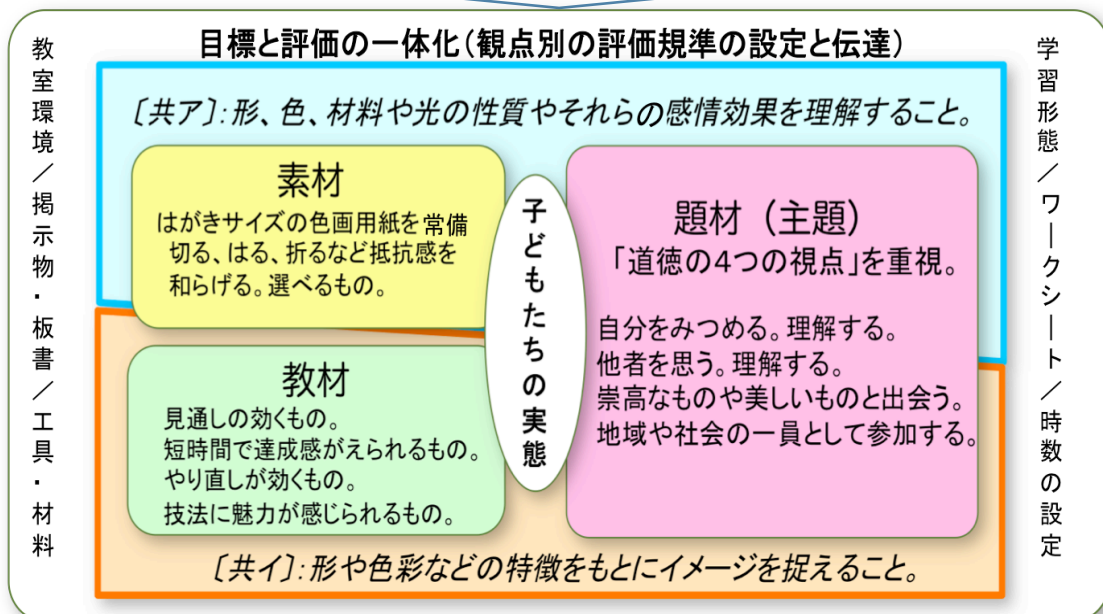 目標と評価の一体化(観点別の評価規準の設定と伝達)
教室環境／掲示物・板書／工具・材料
〔共ア〕：形、色、材料や光の性質やそれらの感情効果を理解すること。
素材
はがきサイズの色画用紙を常備
切る、はる、折るなど抵抗感を
和らげる。選べるもの。
教材
見通しの効くもの。
短時間で達成感がえられるもの。
やり直しが効くもの。
技法に魅力が感じられるもの。
子どもたちの実態
題材（主題）
「道徳の4つの視点」を重視。
自分をみつめる。理解する。
他者を思う。理解する。
崇高なものや美しいものと出会う。
地域や社会の一員として参加する。
〔共イ〕：形や色彩などの特徴をもとにイメージを捉えること。
学習形態／ワークシート／時数の設定